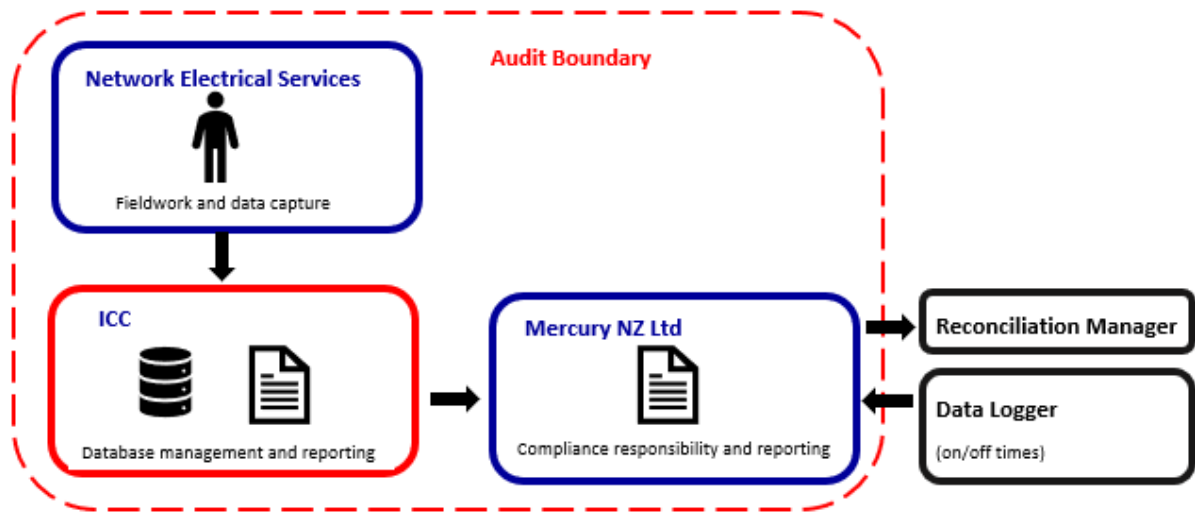 Audit Boundary
Network Electrical Services
Fieldwork and data capture
ICC
Database management and reporting
Mercury NZ Ltd
Compliance responsibility and reporting
Reconciliation Manager
Data Logger
(on/off times)